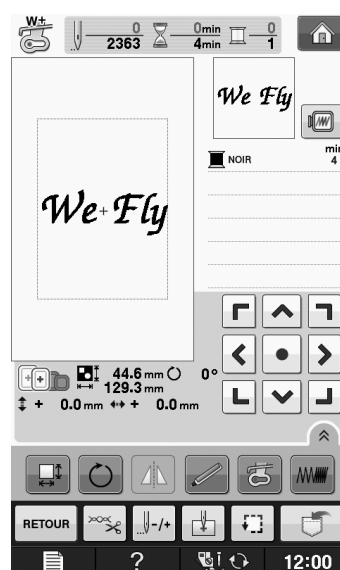 W+
0
2363
0min
4min
0
1
We Fly
We Fly
NOIR
min
4
44.6 mm 0°
129.3 mm
+ 0.0 mm + 0.0 mm
RETOUR
-/+
?
i
12:00